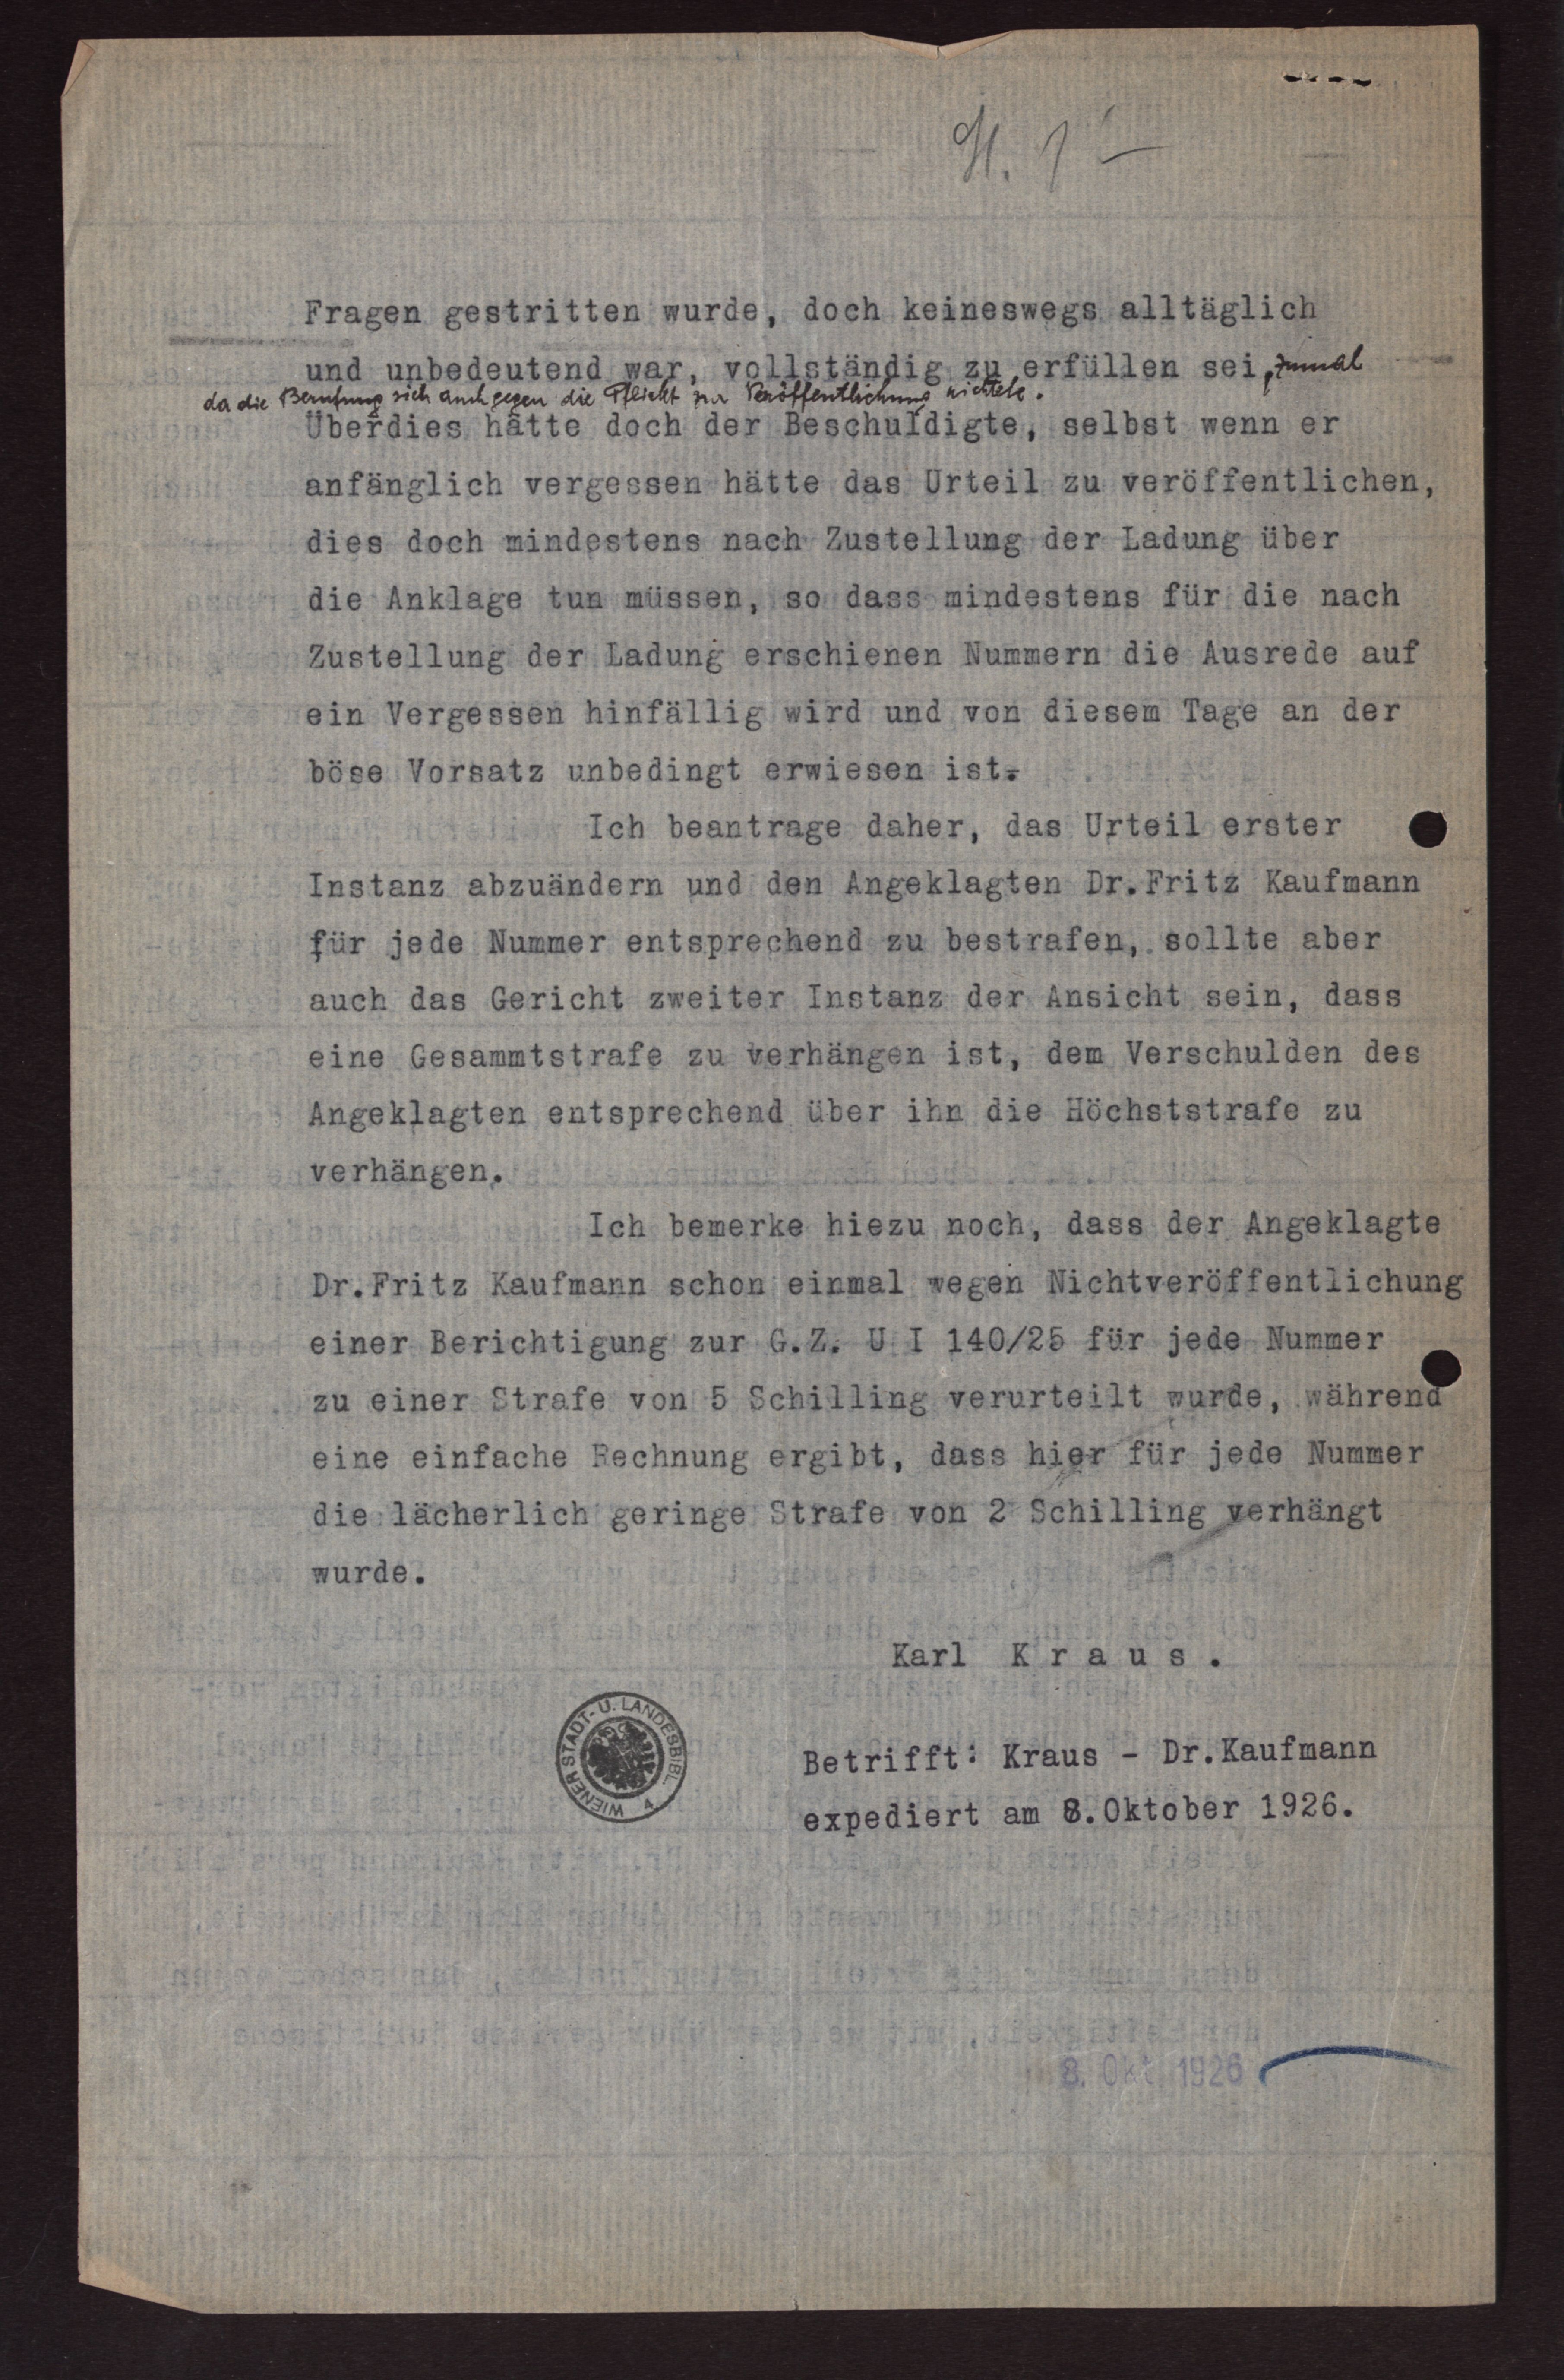 Fragen gestritten wurde, doch keineswegs alltäglich
und unbedeutend war, vollständig zu erfüllen sei, zumal
da die Berufung sich auch gegen die Pflicht zur Veröffentlichung richtete.
Überdies hätte doch der Beschuldigte, selbst wenn er
anfänglich vergessen hätte das Urteil zu veröffentlichen,
dies doch mindestens nach Zustellung der Ladung über
die Anklage tun müssen, so dass mindestens für die nach
Zustellung der Ladung erschienen Nummern die Ausrede auf
ein Vergessen hinfällig wird und von diesem Tage an der
böse Vorsatz unbedingt erwiesen ist.
Ich beantrage daher, das Urteil erster
Instanz abzuändern und den Angeklagten Dr.Fritz Kaufmann
für jede Nummer entsprechend zu bestrafen, sollte aber
auch das Gericht zweiter Instanz der Ansicht sein, dass
eine Gesammtstrafe zu verhängen ist, dem Verschulden des
Angeklagten entsprechend über ihn die Höchststrafe zu
verhängen.
Ich bemerke hiezu noch, dass der Angeklagte
Dr.Fritz Kaufmann schon einmal wegen Nichtveröffentlichung
einer Berichtigung zur G.Z. U I 140/25 für jede Nummer
zu einer Strafe von 5 Schilling verurteilt wurde, während
eine einfache Rechnung ergibt, dass hier für jede Nummer
die lächerlich geringe Strafe von 2 Schilling verhängt
wurde.
Karl K r a u s .
WIENER STADT- U. LANDESBIBL.
Betrifft: Kraus - Dr.Kaufmann
expediert am 8.Oktober 1926.
8. Okt. 1926